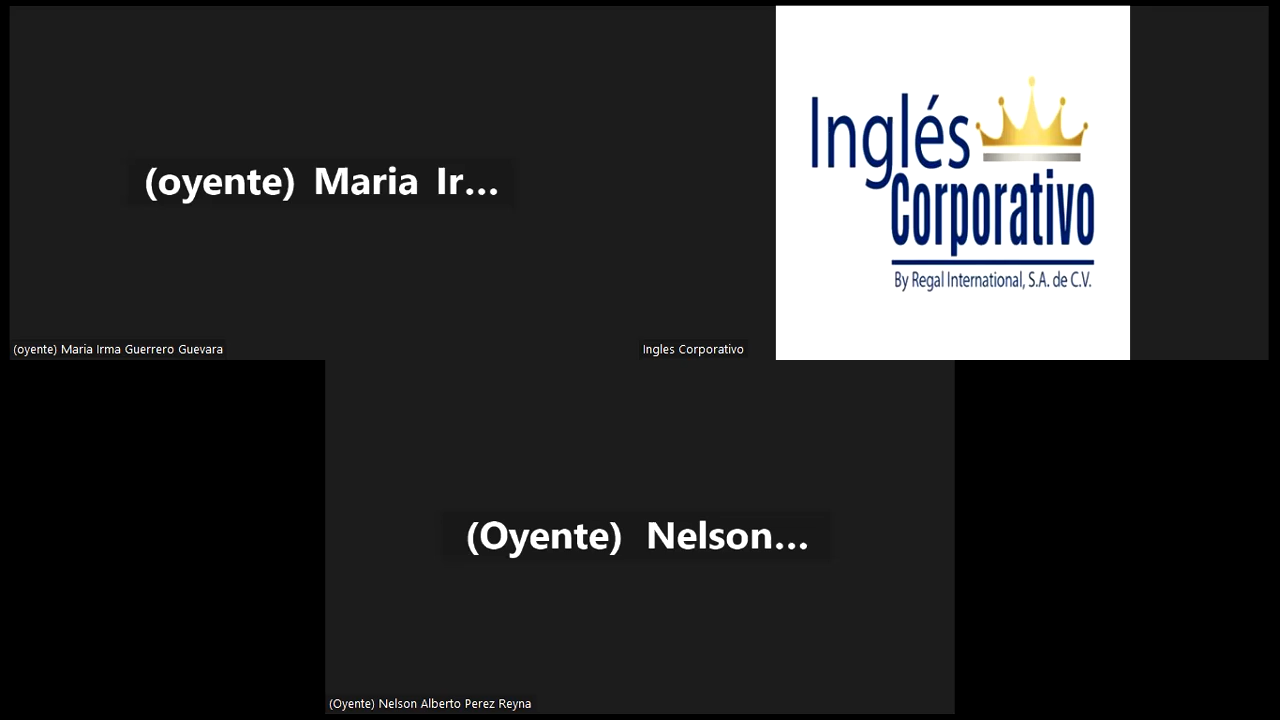 (oyente) Maria Ir...
(oyente) Maria Irma Guerrero Guevara
Inglés
Corporativo
By Regal International, S.A. de C.V.
Ingles Corporativo
(Oyente) Nelson...
(Oyente) Nelson Alberto Perez Reyna